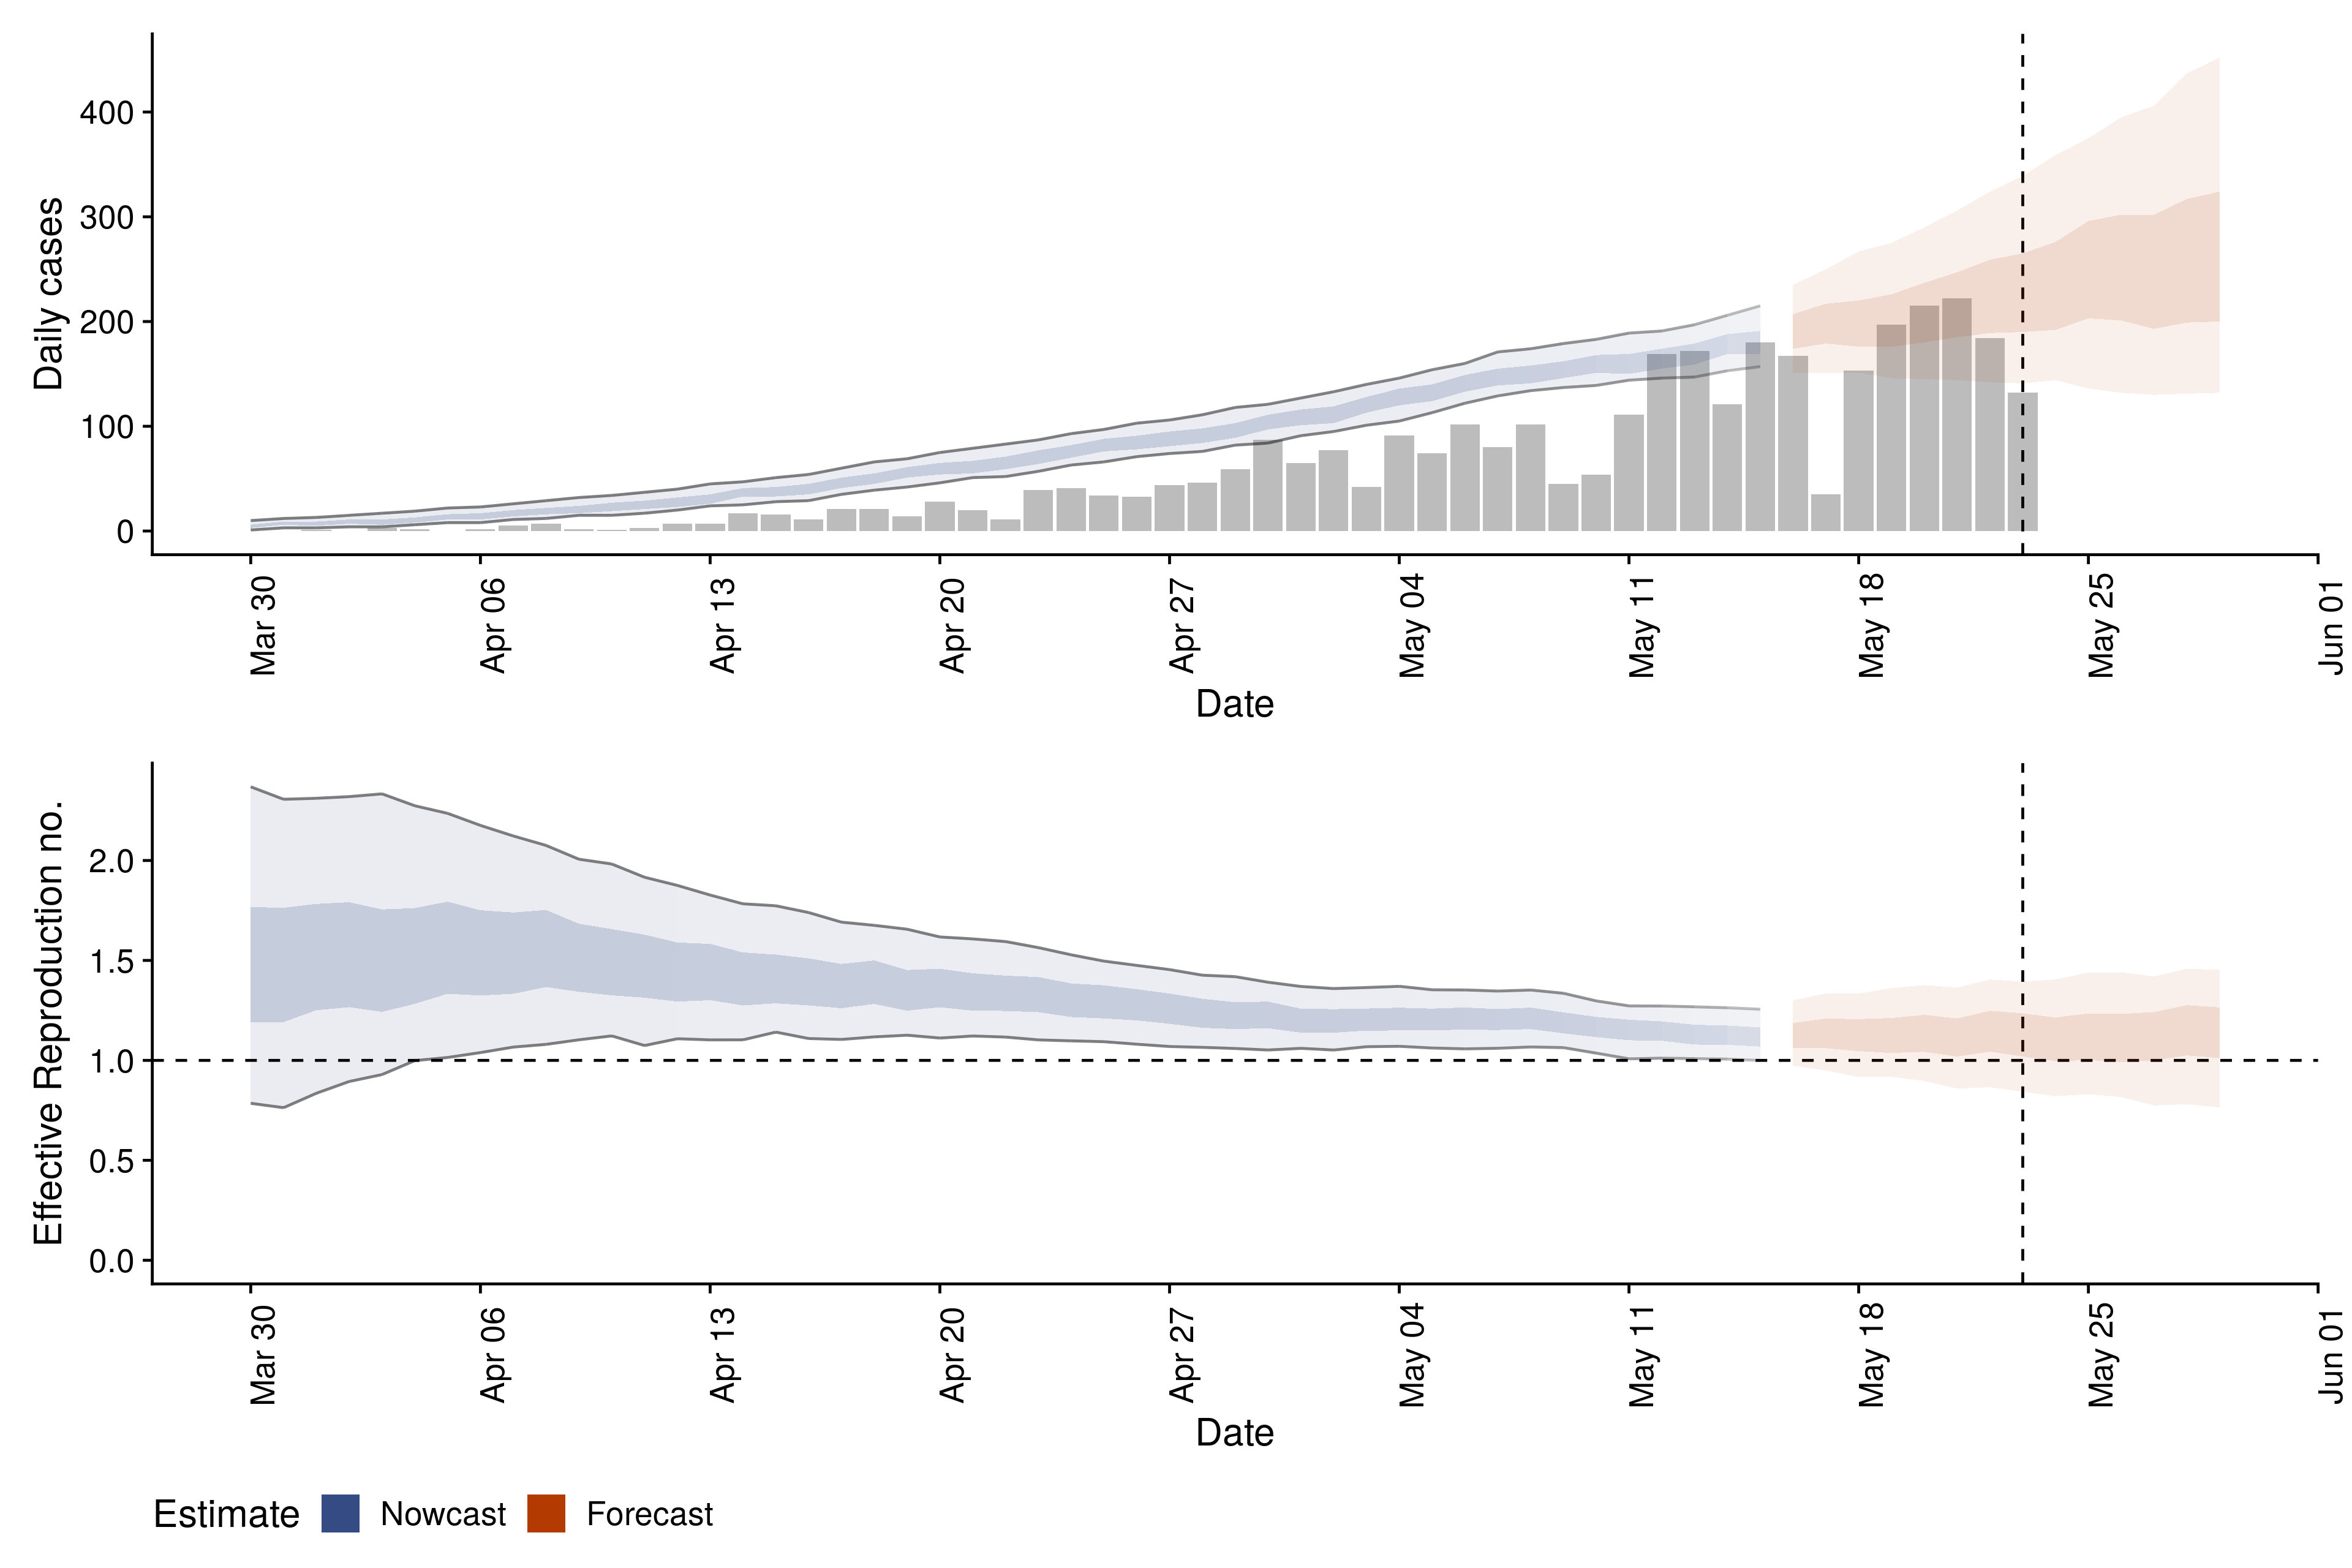 Daily cases
400
300
200
100
0
Mar 30
Apr 06
Apr 13
Apr 20
Apr 27
May 04
May 11
May 18
May 25
Jun 01
Date
Effective Reproduction no.
2.0
1.5
1.0
0.5
0.0
Mar 30
Apr 06
Apr 13
Apr 20
Apr 27
May 04
May 11
May 18
May 25
Jun 01
Date
Estimate Nowcast Forecast